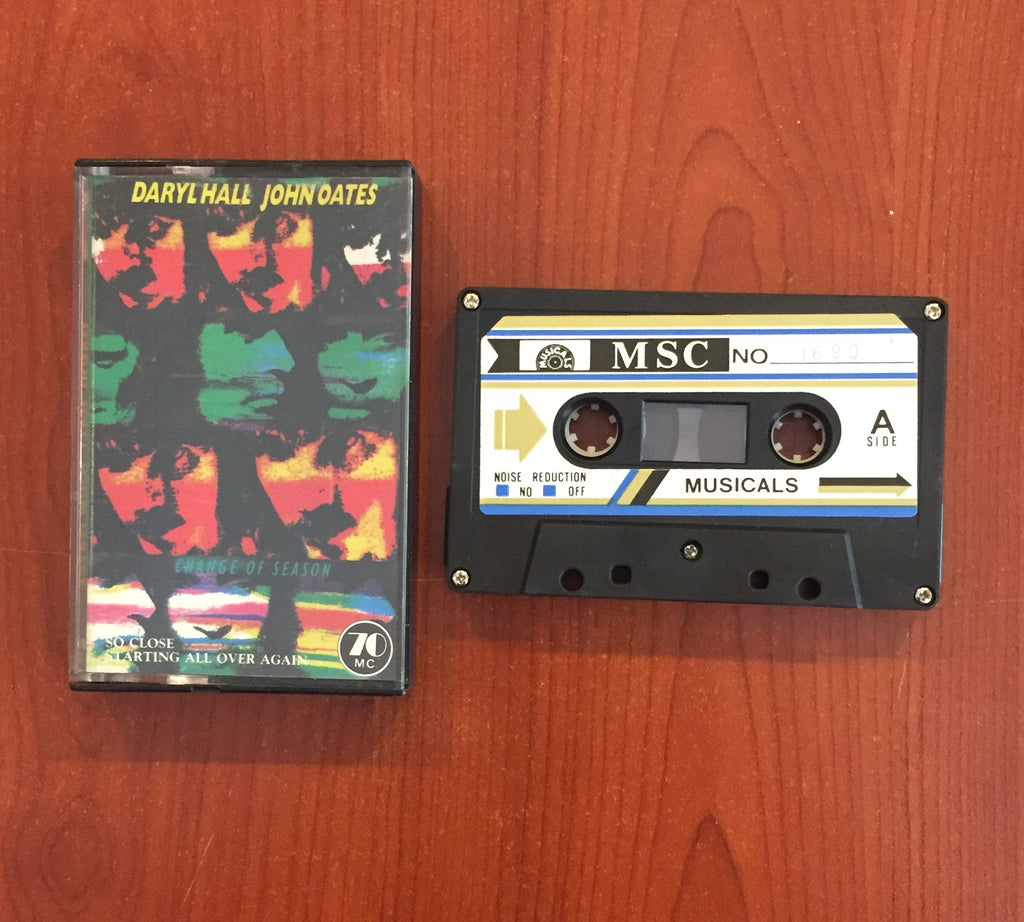 DARYL HALL JOHN OATES
CHANGE OF SEASON
SO CLOSE
STARTING ALL OVER AGAIN
70
MC
MUSICALS
MSC NO 1690
A
SIDE
NOISE REDUCTION
NO OFF
MUSICALS